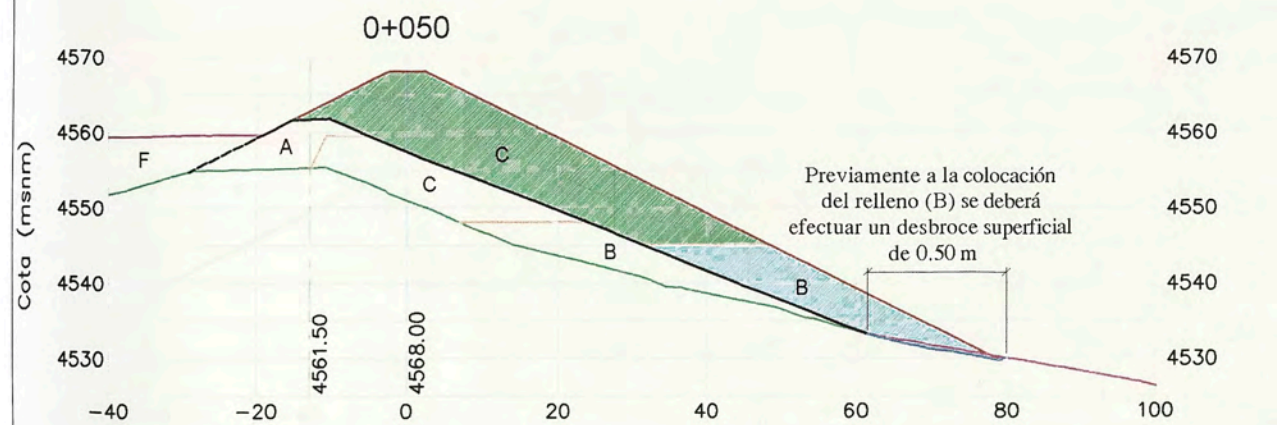 0+050
4570
4570
4560
4560
4550
4550
4540
4540
4530
4530
Cota (msnm)
F
A
C
C
B
B
Previamente a la colocación
del relleno (B) se deberá
efectuar un desbroce superficial
de 0.50 m
4561.50
4568.00
-40
-20
0
20
40
60
80
100